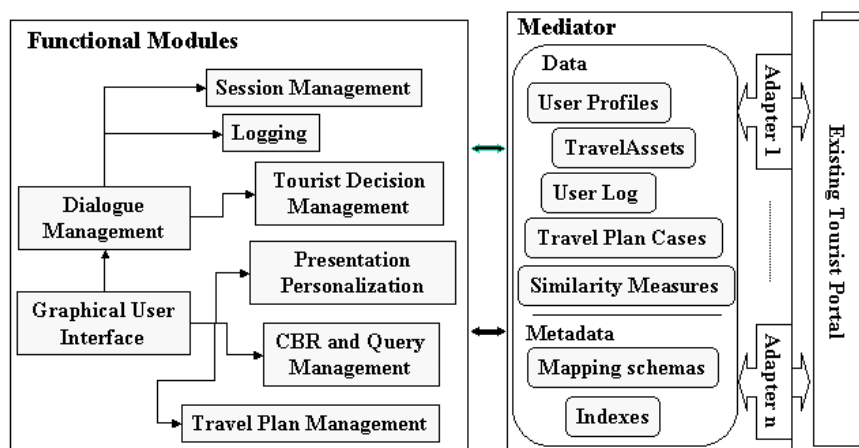 Functional Modules
Session Management
Logging
Dialogue
Management
Tourist Decision
Management
Presentation
Personalization
Graphical User
Interface
CBR and Query
Management
Travel Plan Management
Mediator
Data
User Profiles
TravelAssets
User Log
Travel Plan Cases
Similarity Measures
Metadata
Mapping schemas
Indexes
Adapter 1
Adapter n
Existing Tourist Portal